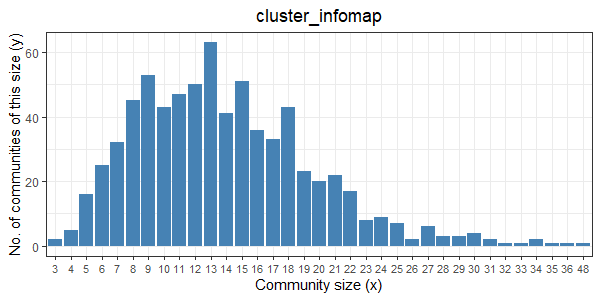 cluster_infomap
No. of communities of this size (y)
60
40
20
0
3 4 5 6 7 8 9 10 11 12 13 14 15 16 17 18 19 20 21 22 23 24 25 26 27 28 29 30 31 32 33 34 35 36 48
Community size (x)